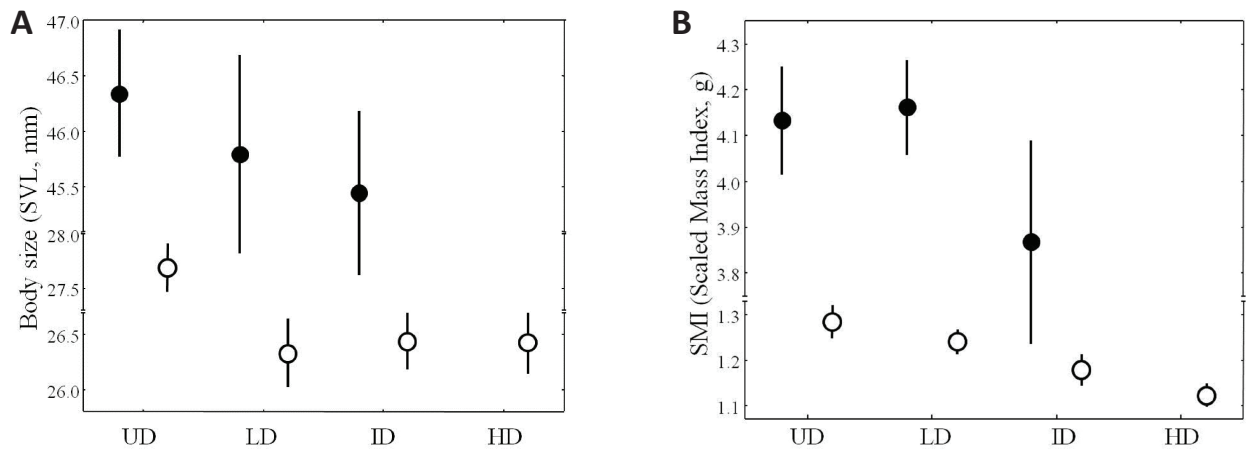 A
Body size (SVL, mm)
47.0
46.5
46.0
45.5
28.0
27.5
26.5
26.0
UD LD ID HD
B
SMI (Scaled Mass Index, g)
4.3
4.2
4.1
4.0
3.9
3.8
1.3
1.2
1.1
UD LD ID HD